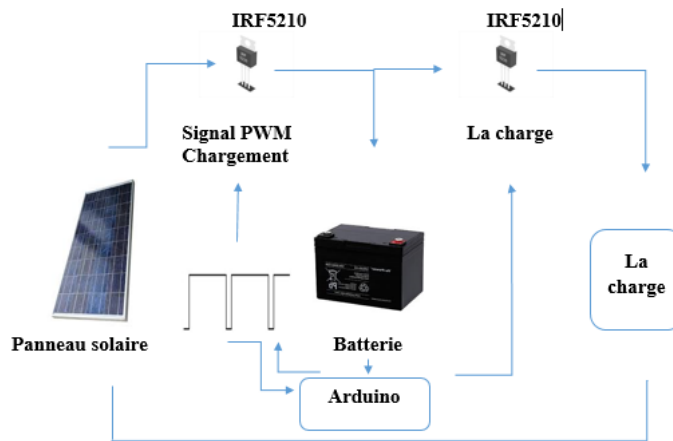 IRF5210
IRF5210
Signal PWM
Chargement
La charge
La
charge
Panneau solaire
Batterie
Arduino